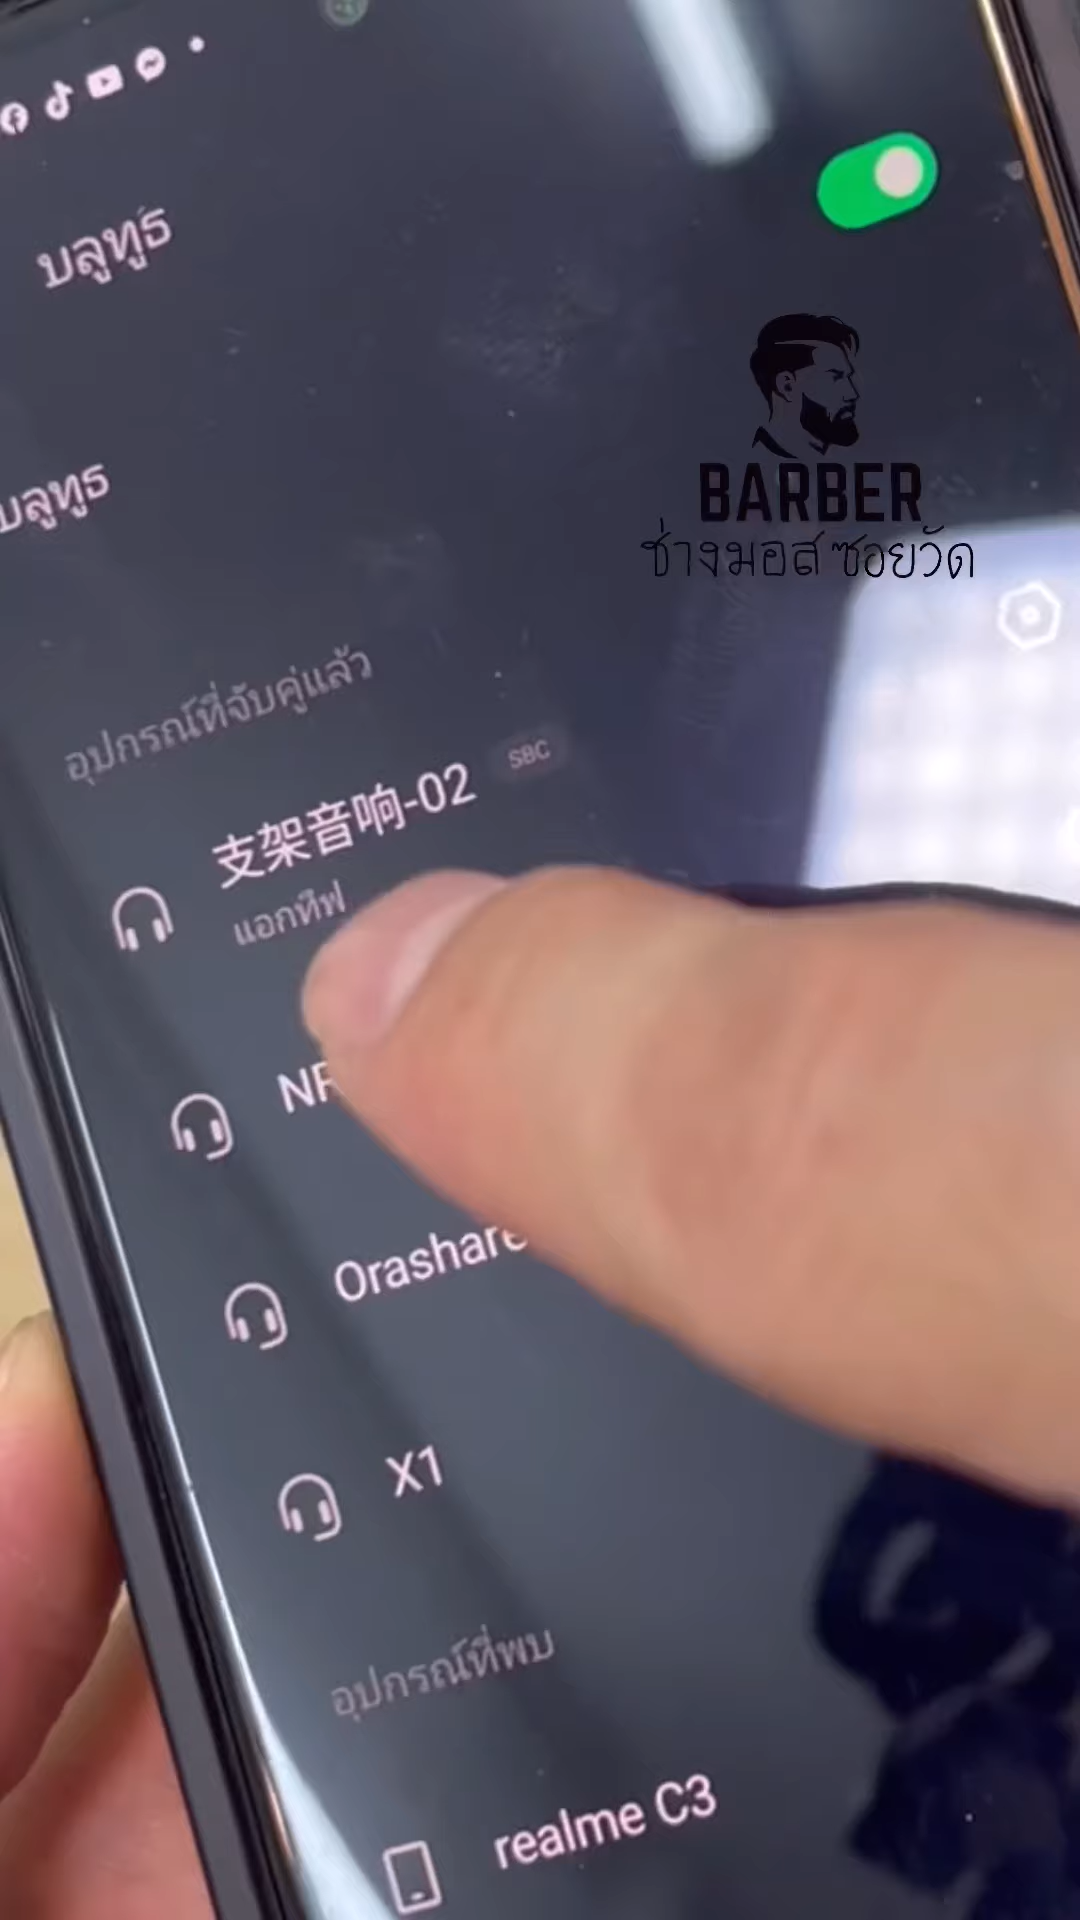 บลูทูธ
บลูทูธ
BARBER
ช่างมอส ซอยวัด
อุปกรณ์ที่จับคู่แล้ว
支架音响-02 SBC
แอกทีฟ
X1
อุปกรณ์ที่พบ
realme C3